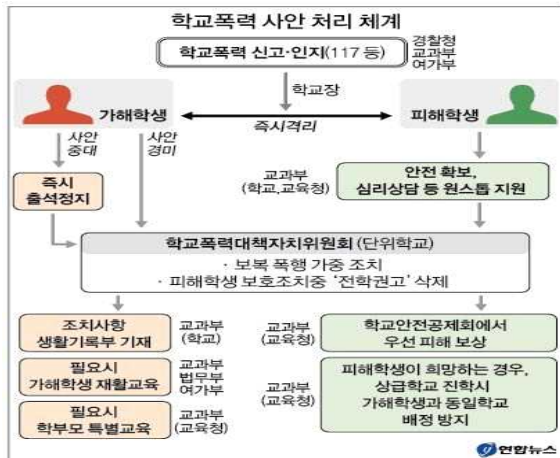 학교폭력 사안 처리 체계
학교폭력 신고·인지(117 등)
경찰청
교과부
여가부
학교장
가해학생
즉시격리
피해학생
사안
중대
사안
경미
즉시
출석정지
교과부
(학교,교육청)
안전 확보,
심리상담 등 원스톱 지원
학교폭력대책자치위원회 (단위학교)
· 보복 폭행 가중 조치
· 피해학생 보호조치중 '전학권고' 삭제
조치사항
생활기록부 기재
교과부
(학교)
필요시
가해학생 재활교육
교과부
법무부
여가부
필요시
학부모 특별교육
교과부
(교육청)
교과부
(교육청)
학교안전공제회에서
우선 피해 보상
교과부
(교육청)
피해학생이 희망하는 경우,
상급학교 진학시
가해학생과 동일학교
배정 방지
연합뉴스